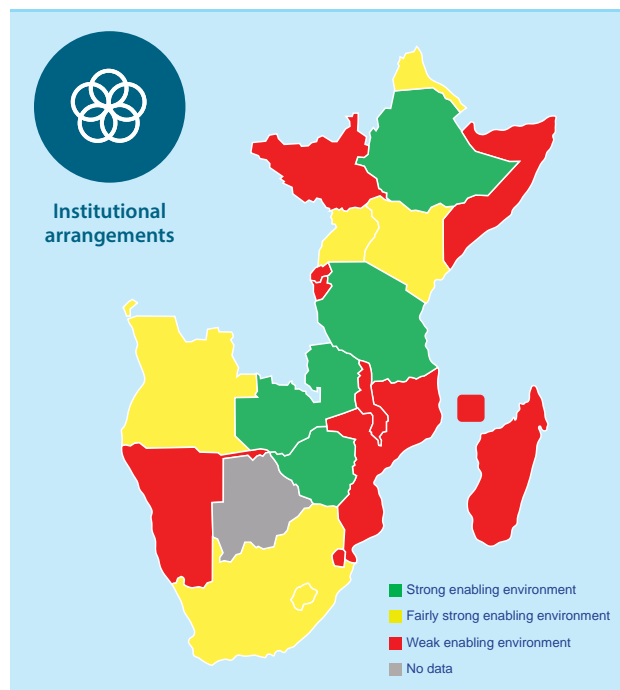 Institutional
arrangements
Strong enabling environment
Fairly strong enabling environment
Weak enabling environment
No data